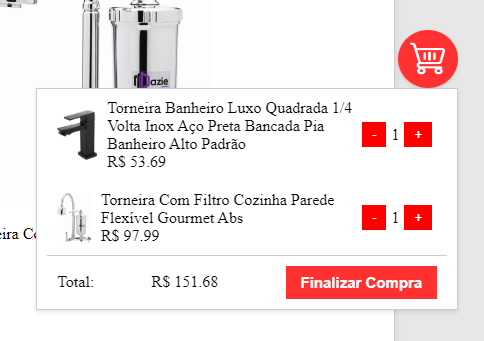 Mazie
Torneira Banheiro Luxo Quadrada 1/4
Volta Inox Aço Preta Bancada Pia
Banheiro Alto Padrão
R$ 53.69
- 1 +
Torneira Com Filtro Cozinha Parede
Flexível Gourmet Abs
R$ 97.99
- 1 +
eira Co
Total: R$ 151.68 Finalizar Compra